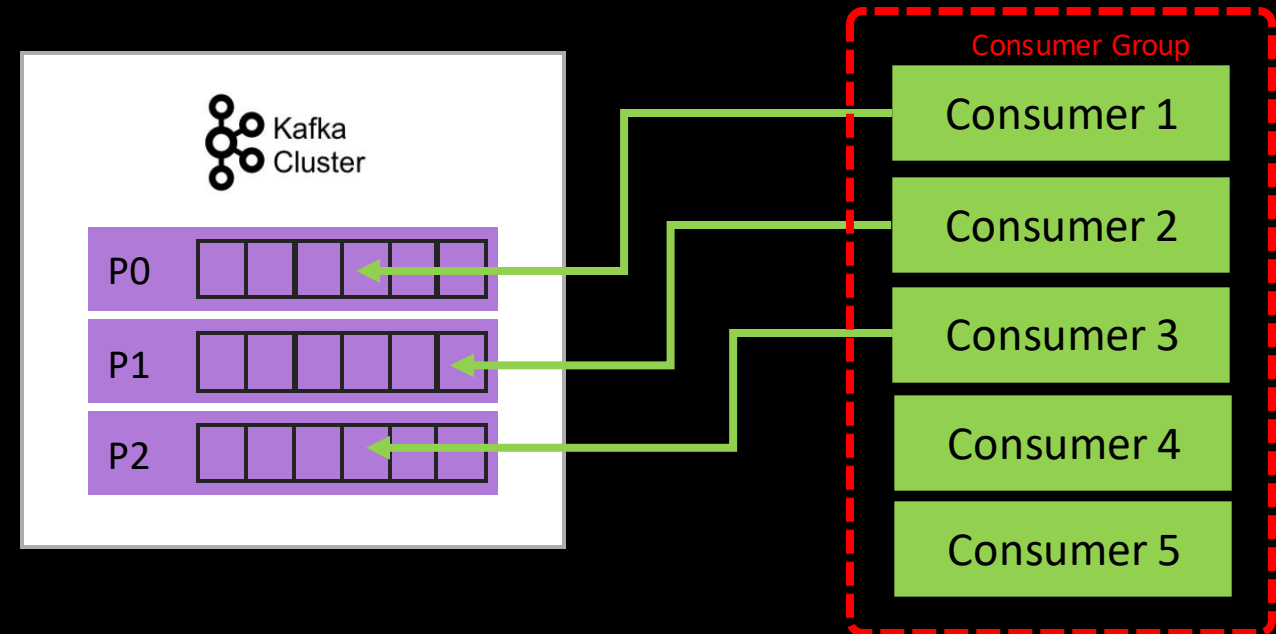 Kafka
Cluster
P0
P1
P2
Consumer Group
Consumer 1
Consumer 2
Consumer 3
Consumer 4
Consumer 5